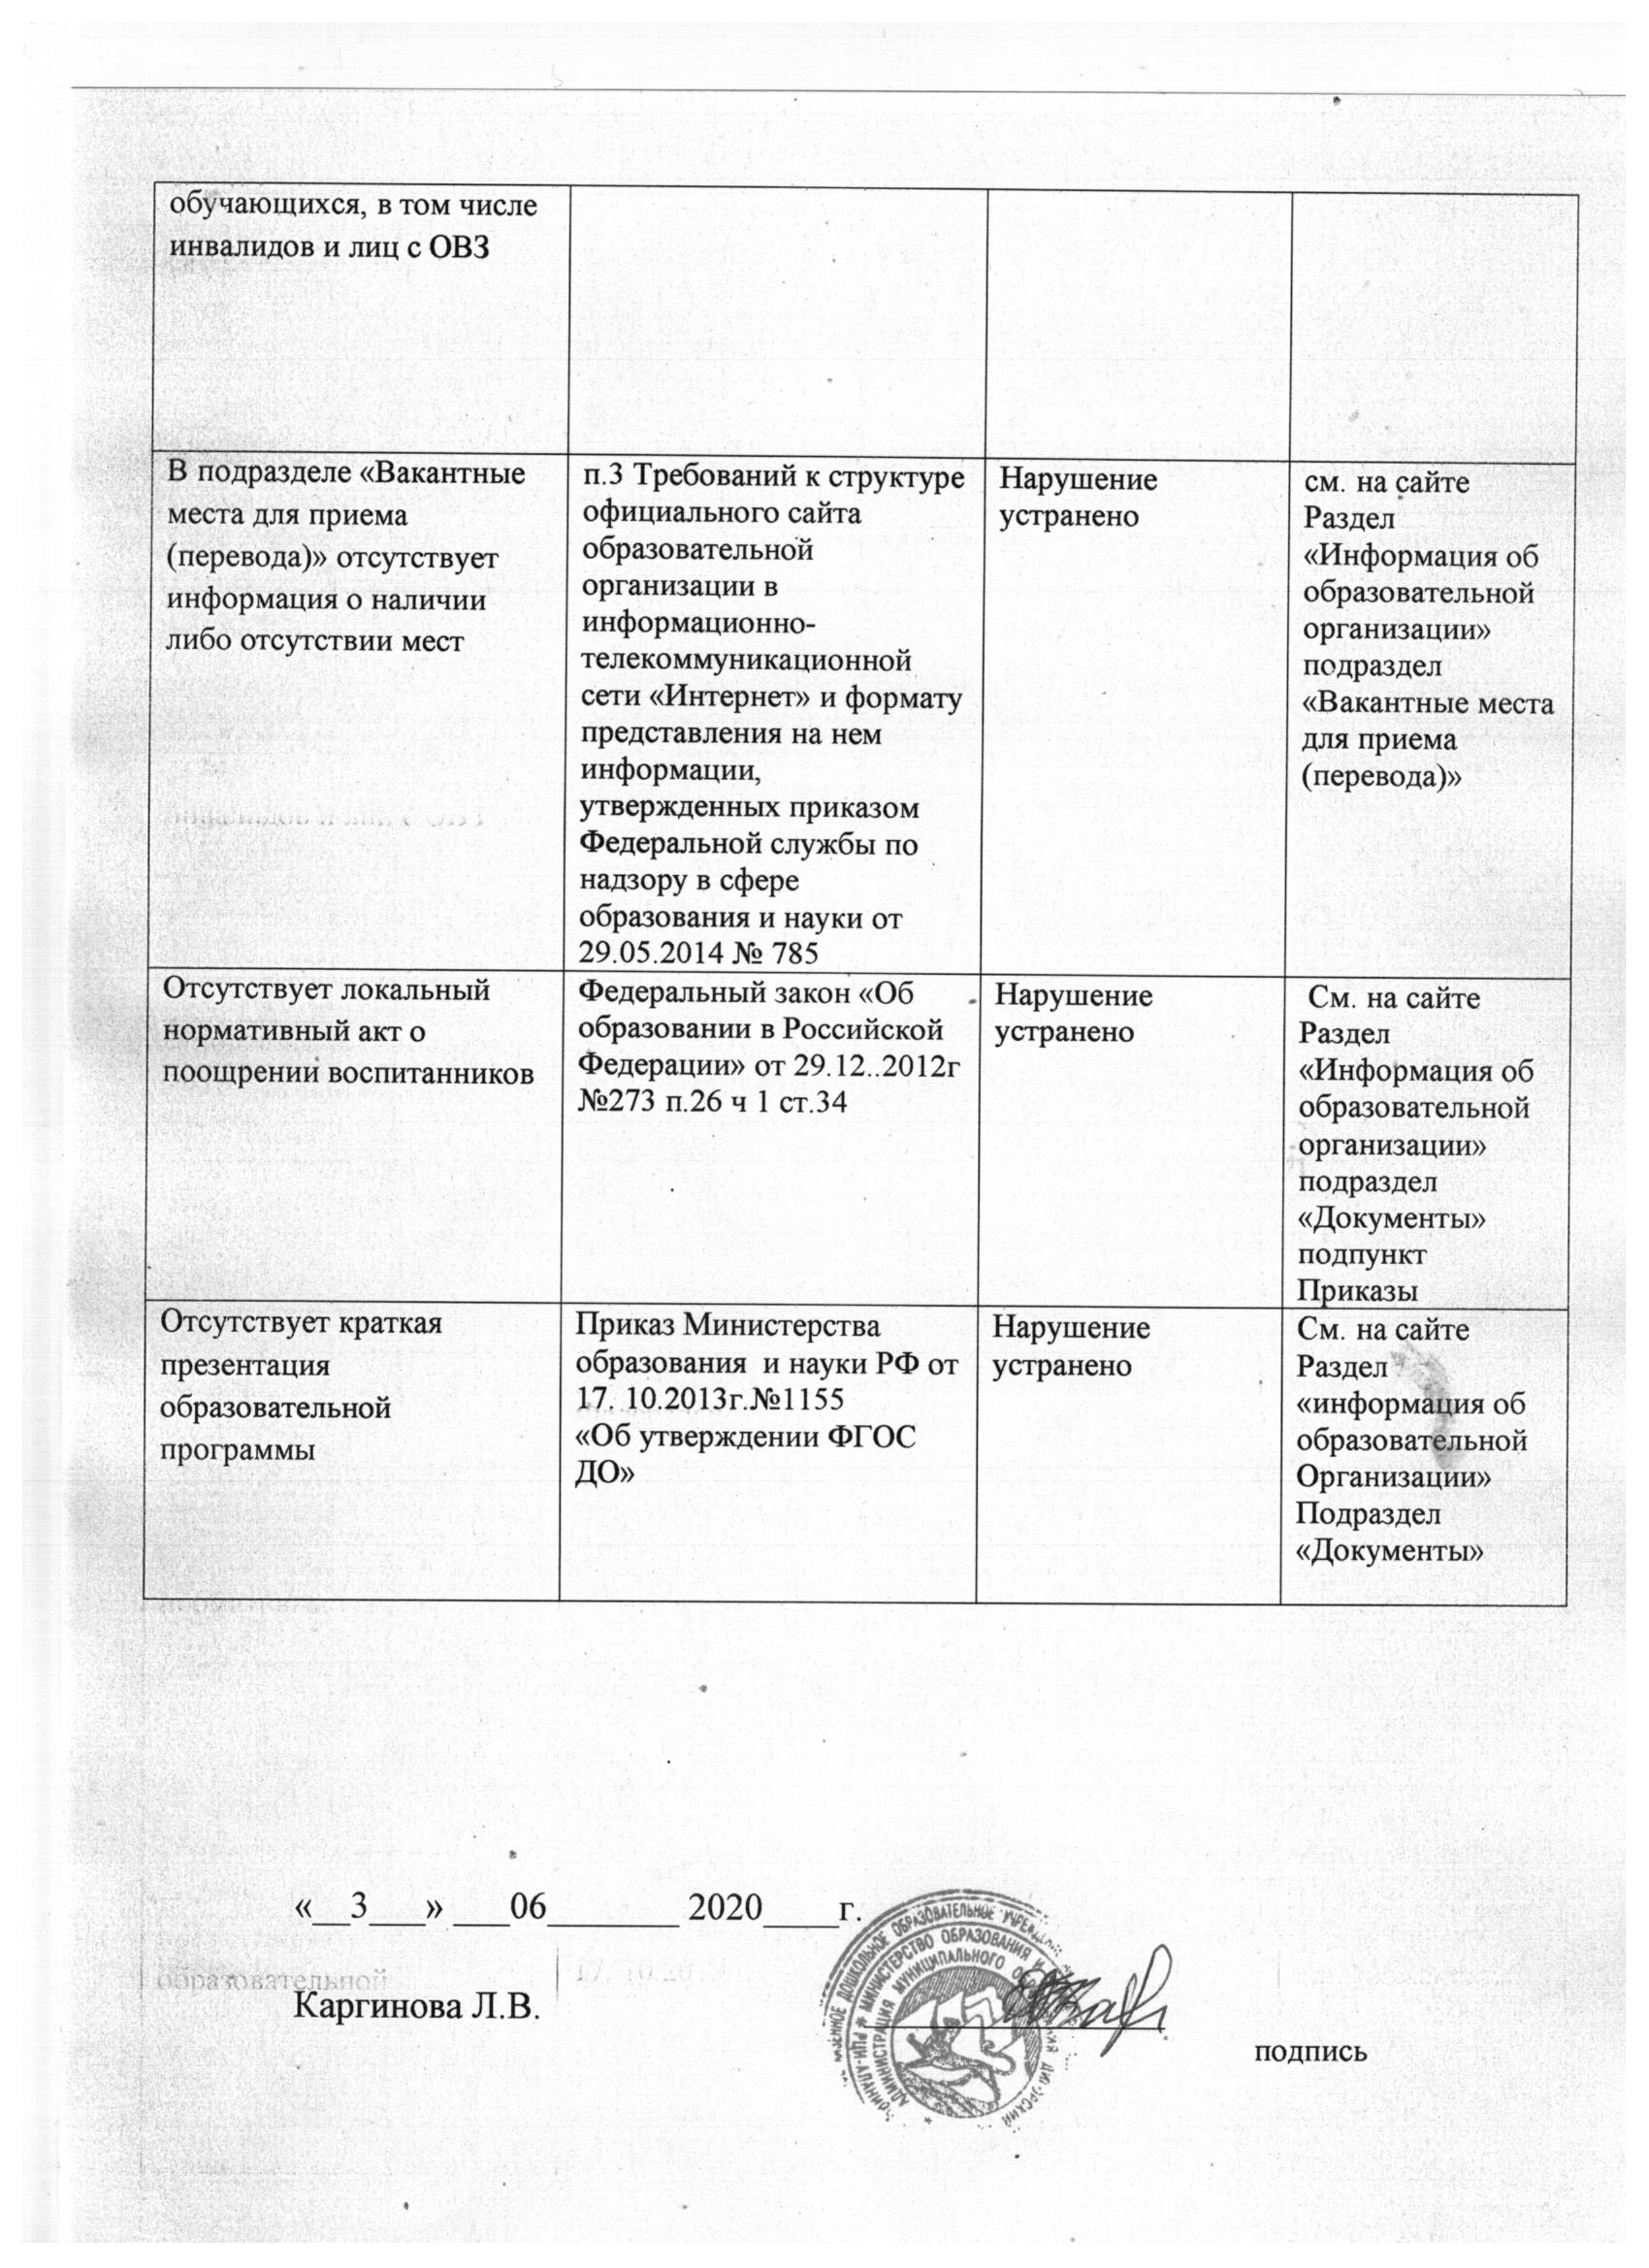 обучающихся, в том числе
инвалидов и лиц с ОВЗ
В подразделе «Вакантные
места для приема
(перевода)» отсутствует
информация о наличии
либо отсутствии мест
п.3 Требований к структуре
официального сайта
образовательной
организации в
информационно-
телекоммуникационной
сети «Интернет» и формату
представления на нем
информации,
утвержденных приказом
Федеральной службы по
надзору в сфере
образования и науки от
29.05.2014 № 785
Нарушение
устранено
см. на сайте
Раздел
«Информация об
образовательной
организации»
подраздел
«Вакантные места
для приема
(перевода)»
Отсутствует локальный
нормативный акт о
поощрении воспитанников
Федеральный закон «Об
образовании в Российской
Федерации» от 29.12..2012г
№273 п.26 ч 1 ст.34
Нарушение
устранено
См. на сайте
Раздел
«Информация об
образовательной
организации»
подраздел
«Документы»
подпункт
Приказы
Отсутствует краткая
презентация
образовательной
программы
Приказ Министерства
образования и науки РФ от
17. 10.2013г.№1155
«Об утверждении ФГОС
ДО»
Нарушение
устранено
См. на сайте
Раздел
«информация об
образовательной
Организации»
Подраздел
«Документы»
«__3___» ___06_______ 2020____г.
образовательной
Каргинова Л.В.
подпись
ДОШКОЛЬНОЕ ОБРАЗОВАТЕЛЬНОЕ
МИНИСТЕРСТВО ОБРАЗОВАНИЯ И
АДМИНИСТРАЦИЯ МУНИЦИПАЛЬНОГО